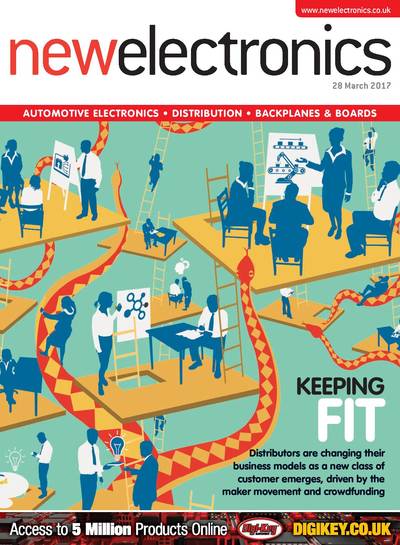 www.newelectronics.co.uk
newelectronics
28 March 2017
AUTOMOTIVE ELECTRONICS • DISTRIBUTION • BACKPLANES & BOARDS
KEEPING
FIT
Distributors are changing their
business models as a new class of
customer emerges, driven by the
maker movement and crowdfunding
Access to 5 Million Products Online Digi-Key DIGIKEY.CO.UK